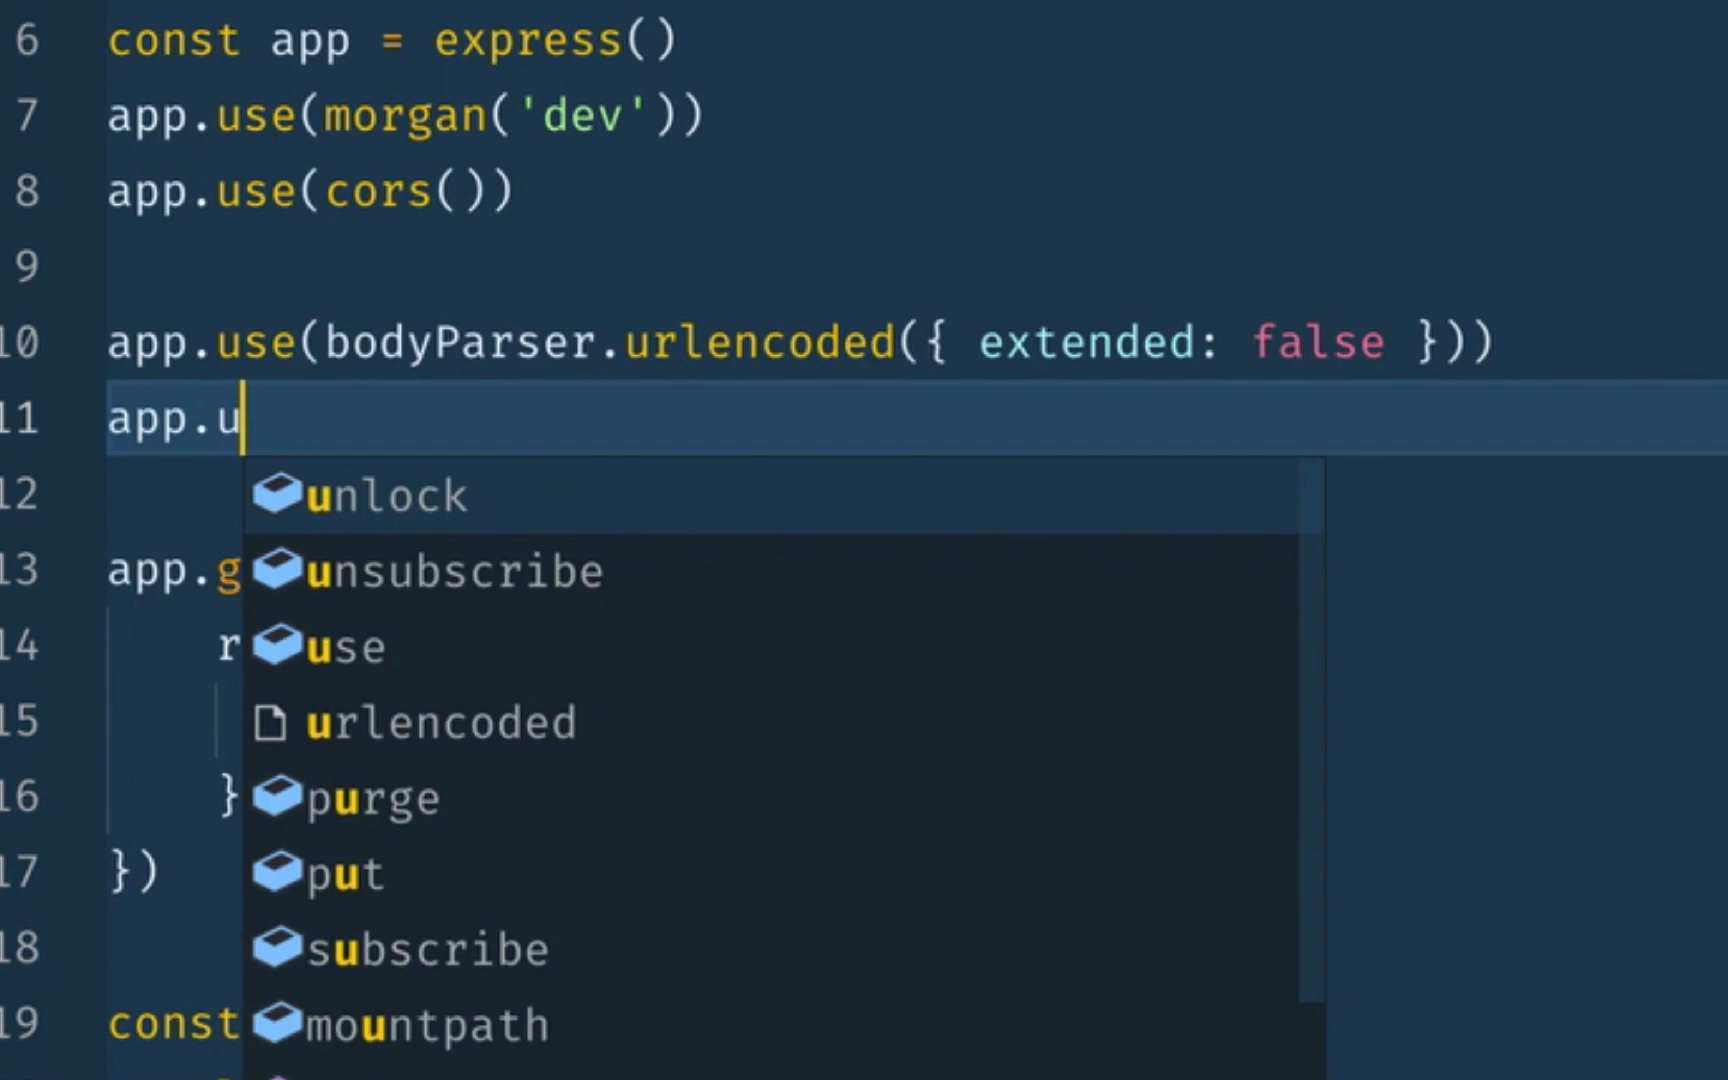 6 const app = express()
7 app.use(morgan('dev'))
8 app.use(cors())
9
10 app.use(bodyParser.urlencoded({ extended: false }))
11 app.u
12 unlock
13 app.g unsubscribe
14 r use
15 urlencoded
16 } purge
17 }) put
18 subscribe
19 const mountpath